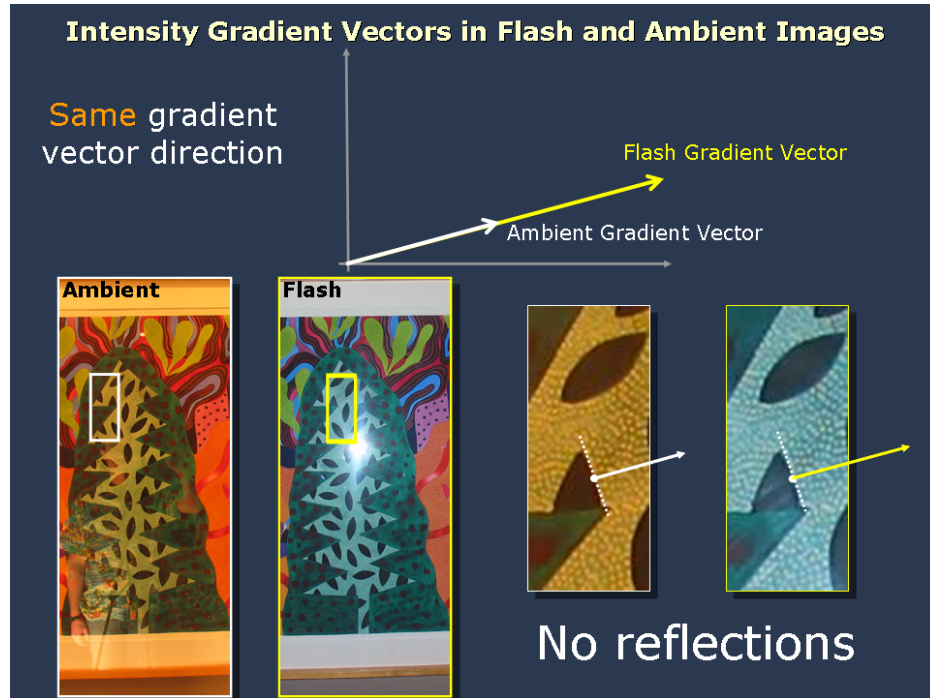 Intensity Gradient Vectors in Flash and Ambient Images
Same gradient
vector direction
Flash Gradient Vector
Ambient Gradient Vector
Ambient
Flash
No reflections